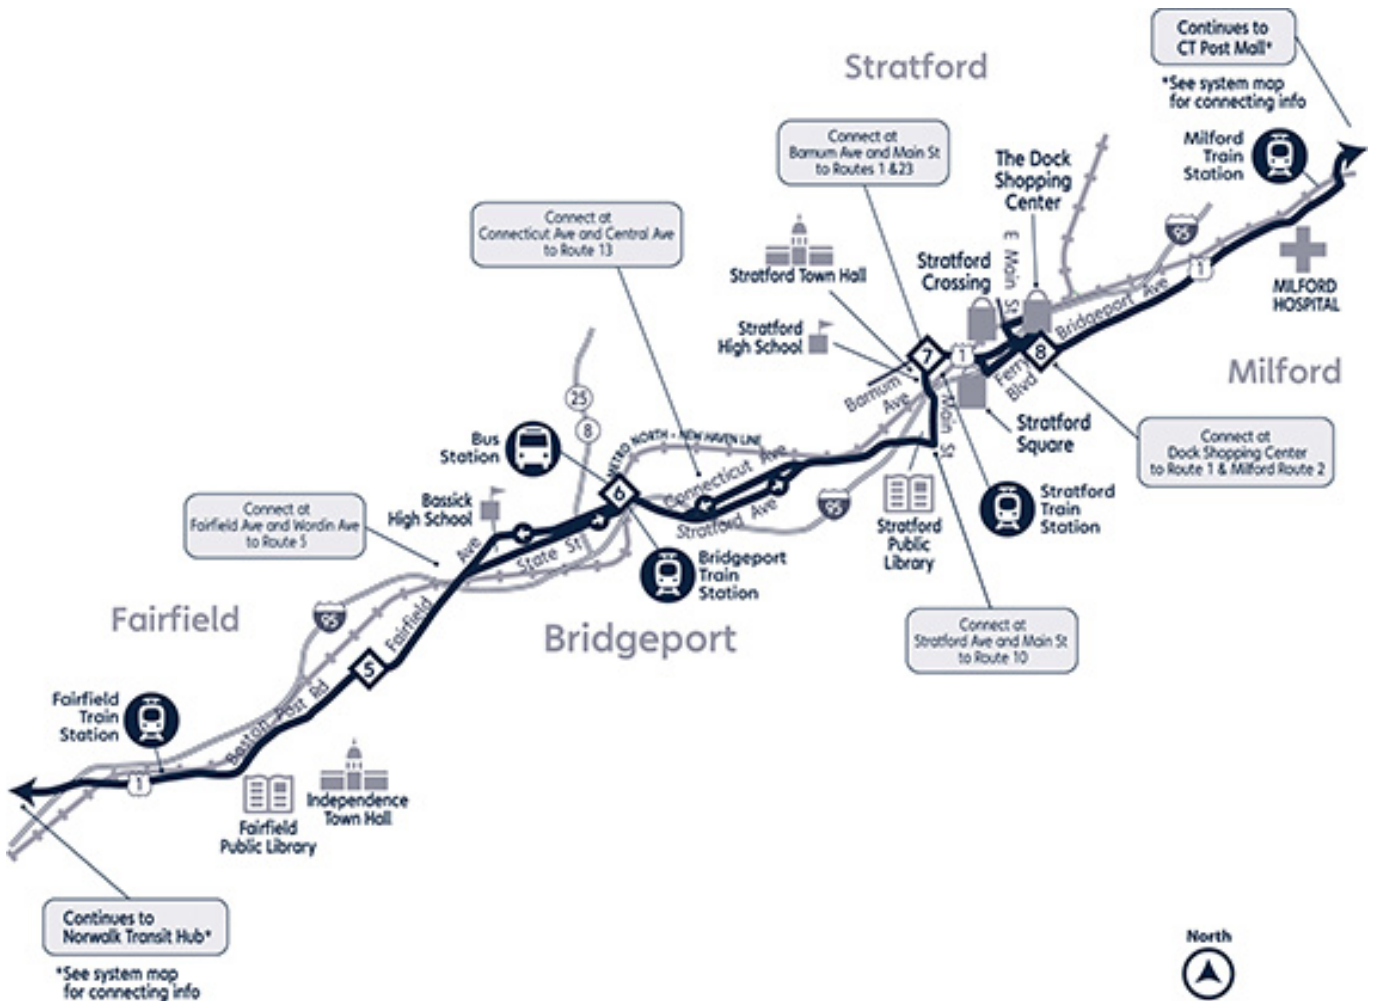 Continues to
CT Post Mall*
*See system map
for connecting info
Stratford
Milford
Train
Station
Connect at
Barnum Ave and Main St
to Routes 1 &23
The Dock
Shopping
Center
95
Connect at
Connecticut Ave and Central Ave
to Route 13
Stratford Town Hall
Stratford
Crossing
E Main St
1
Bridgeport Ave
MILFORD
HOSPITAL
Stratford
High School
7
1
8
Ferry
Blvd
Milford
Barnum
Ave
Main St
25
8
Bus
Station
METRO NORTH - NEW HAVEN LINE
Stratford
Square
Connect at
Dock Shopping Center
to Route 1 & Milford Route 2
Connecticut Ave
6
Stratford Ave
95
Bassick
High School
Connect at
Fairfield Ave and Wordin Ave
to Route 5
Stratford
Public
Library
Stratford
Train
Station
State St
Bridgeport
Train
Station
Fairfield Ave
95
Fairfield
Bridgeport
Connect at
Stratford Ave and Main St
to Route 10
5
Fairfield
Train
Station
Boston Post Rd
1
Independence
Town Hall
Fairfield
Public Library
Continues to
Norwalk Transit Hub*
*See system map
for connecting info
North